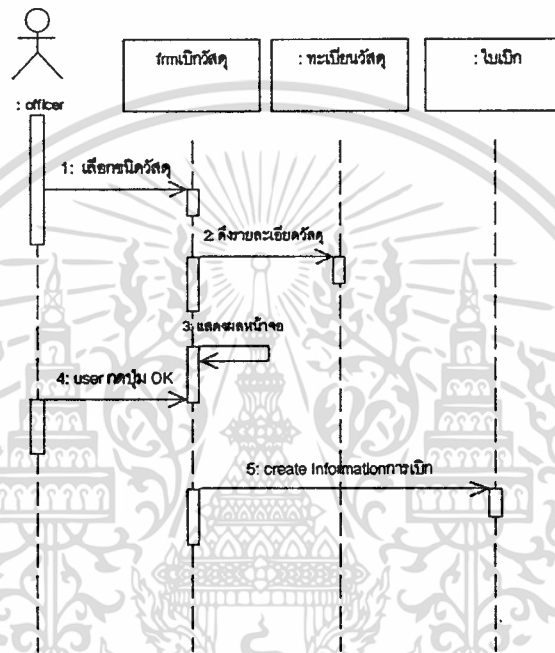 frmเบิกวัสดุ
: ทะเบียนวัสดุ
: ใบเบิก
: officer
1: เลือกชนิดวัสดุ
2: ดึงรายละเอียดวัสดุ
3: แสดงผลหน้าจอ
4: user กดปุ่ม OK
5: create Informationการเบิก